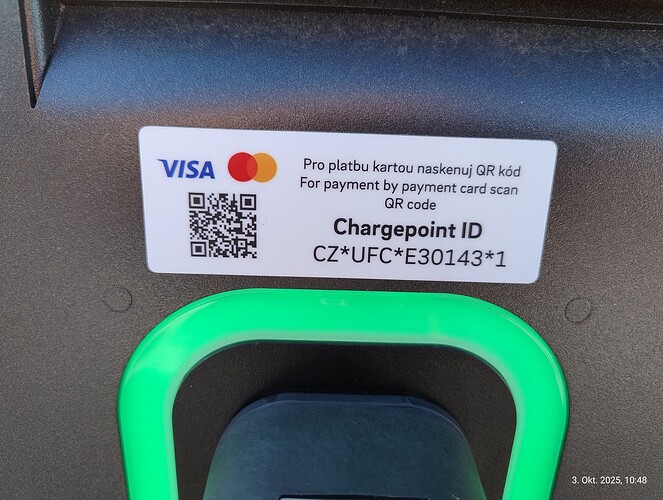 VISA
Pro platbu kartou naskenuj QR kód
For payment by payment card scan
QR code
Chargepoint ID
CZ*UFC*E30143*1
3. Okt. 2025, 10:48